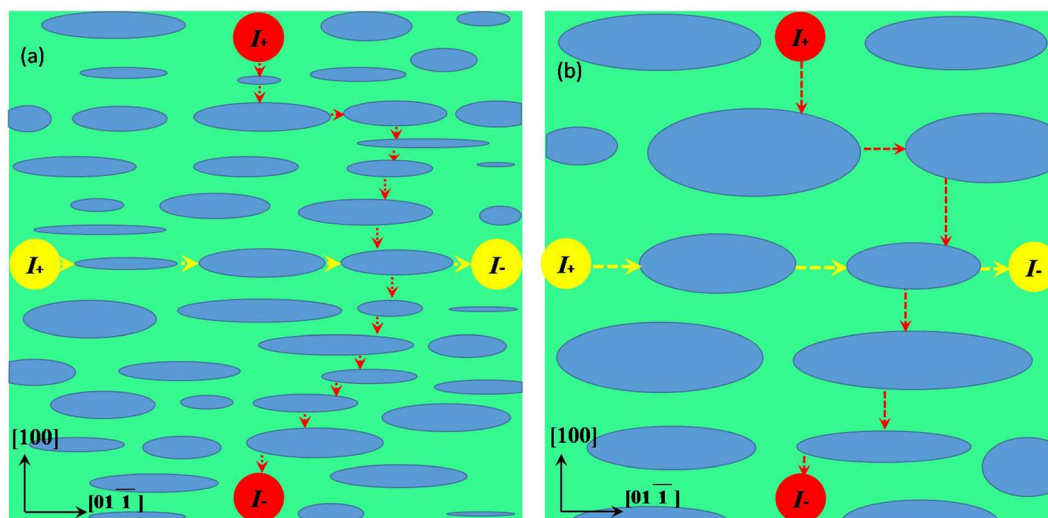 (a)
I+
I+
I-
[100]
[01 1̅ ]
I-
(b)
I+
I+
I-
[100]
[01 1̅ ]
I-